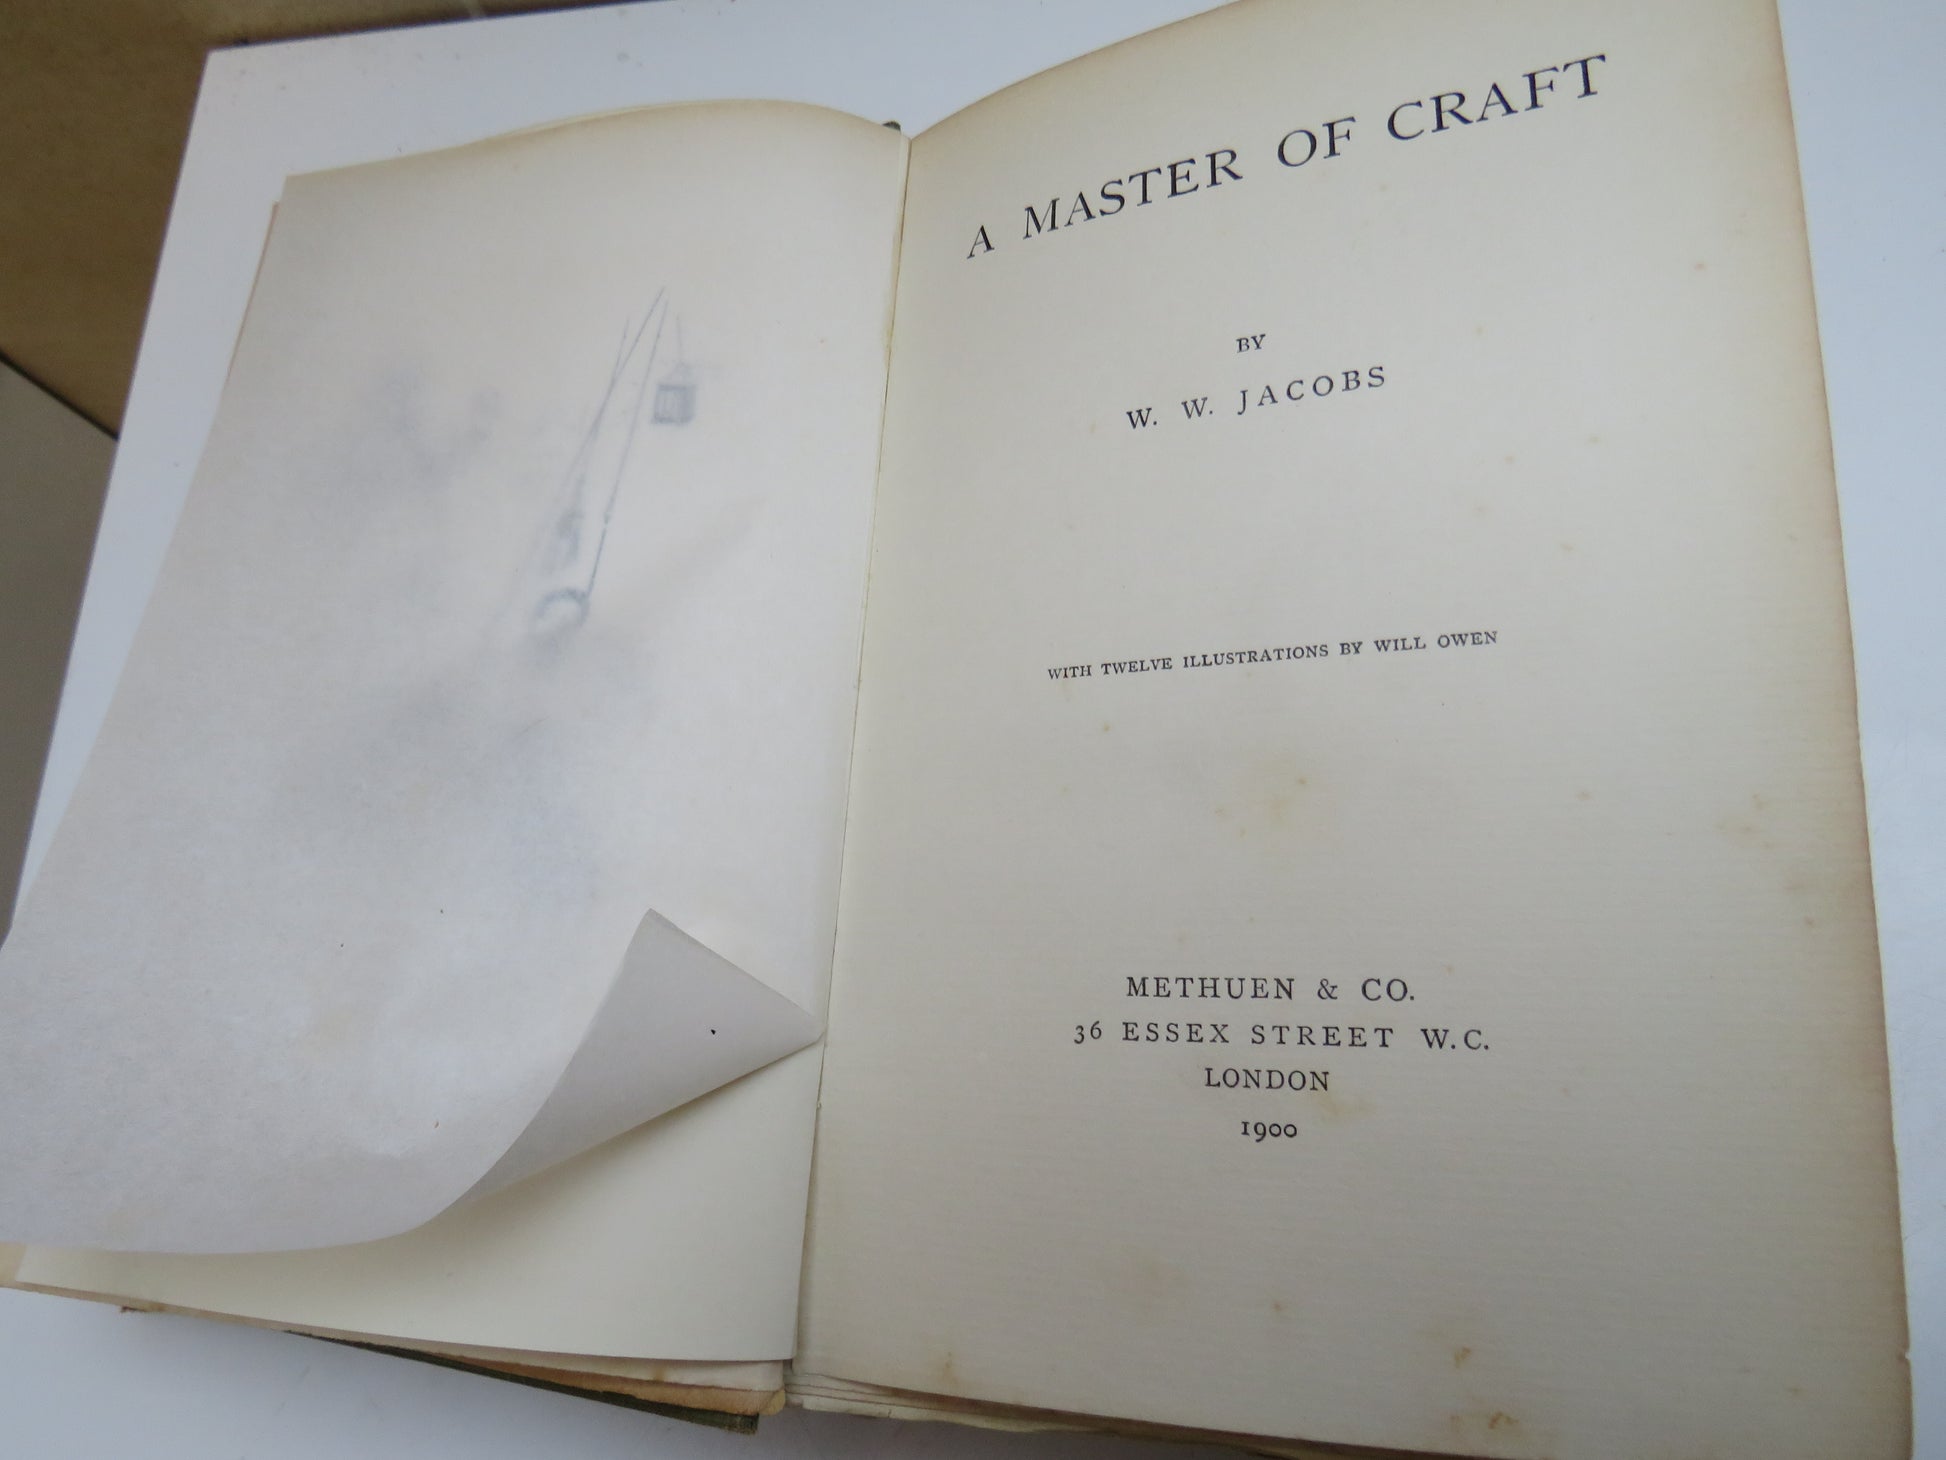 A MASTER OF CRAFT
BY
W. W. JACOBS
WITH TWELVE ILLUSTRATIONS BY WILL OWEN
METHUEN & CO.
36 ESSEX STREET W.C.
LONDON
1900